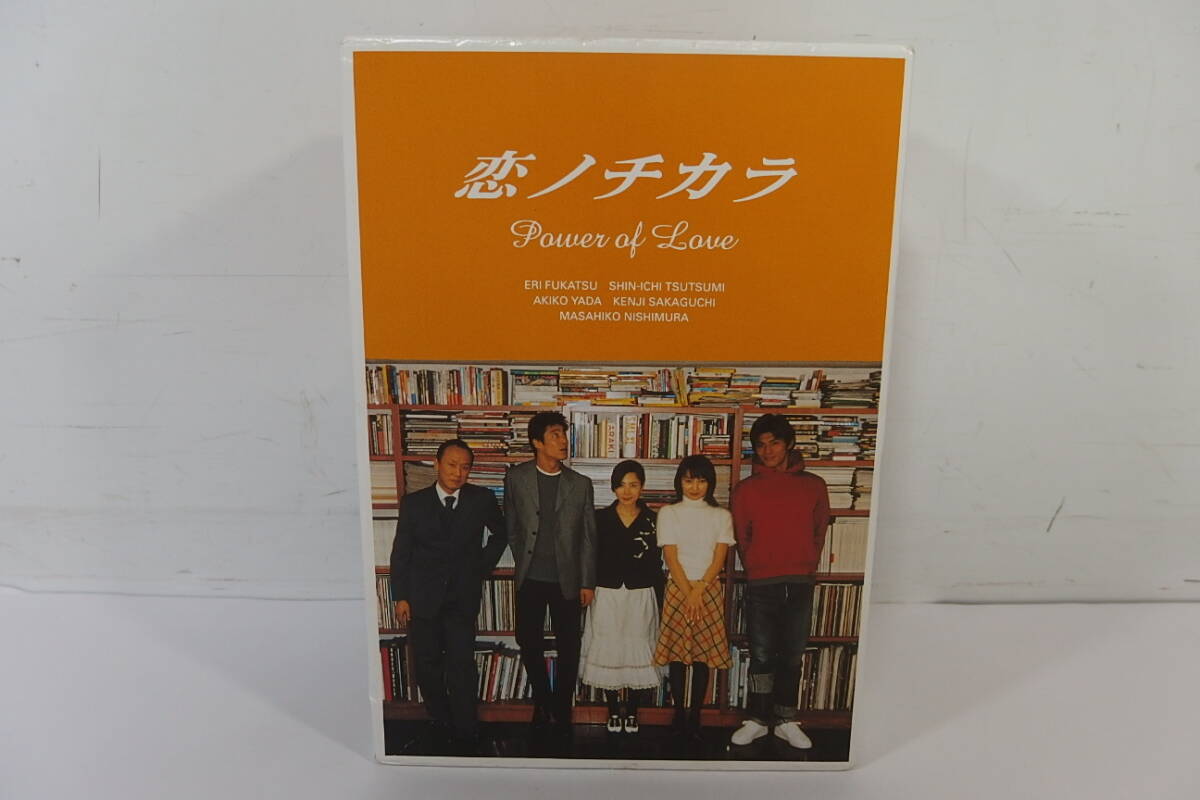 恋ノチカラ
Power of Love
ERI FUKATSU SHIN-ICHI TSUTSUMI
AKIKO YADA KENJI SAKAGUCHI
MASAHIKO NISHIMURA